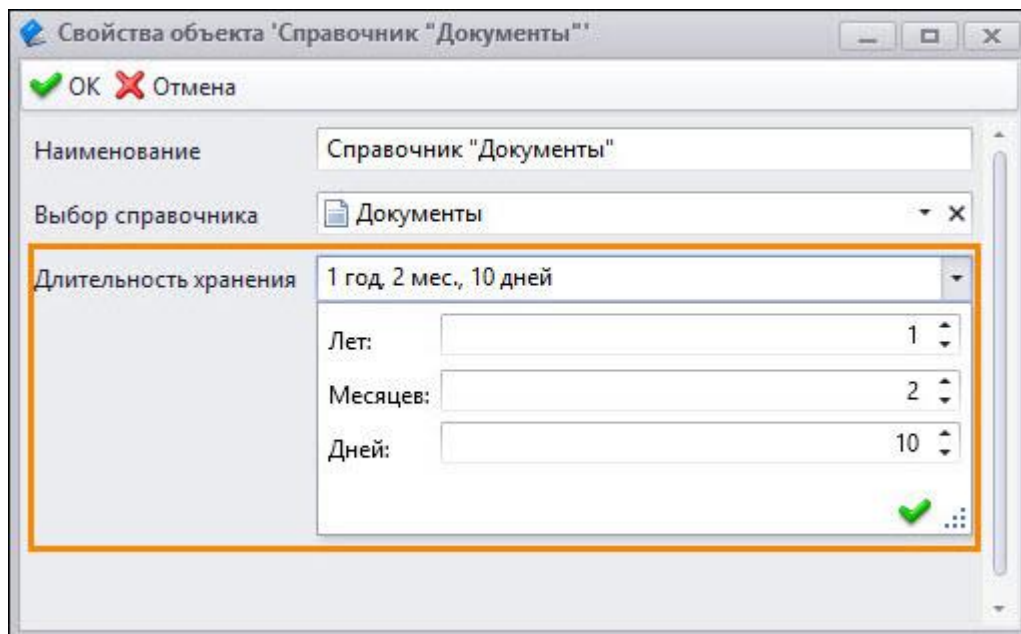 Свойства объекта 'Справочник "Документы"'
ОК Отмена
Наименование Справочник "Документы"
Выбор справочника Документы
Длительность хранения 1 год, 2 мес., 10 дней
Лет: 1
Месяцев: 2
Дней: 10